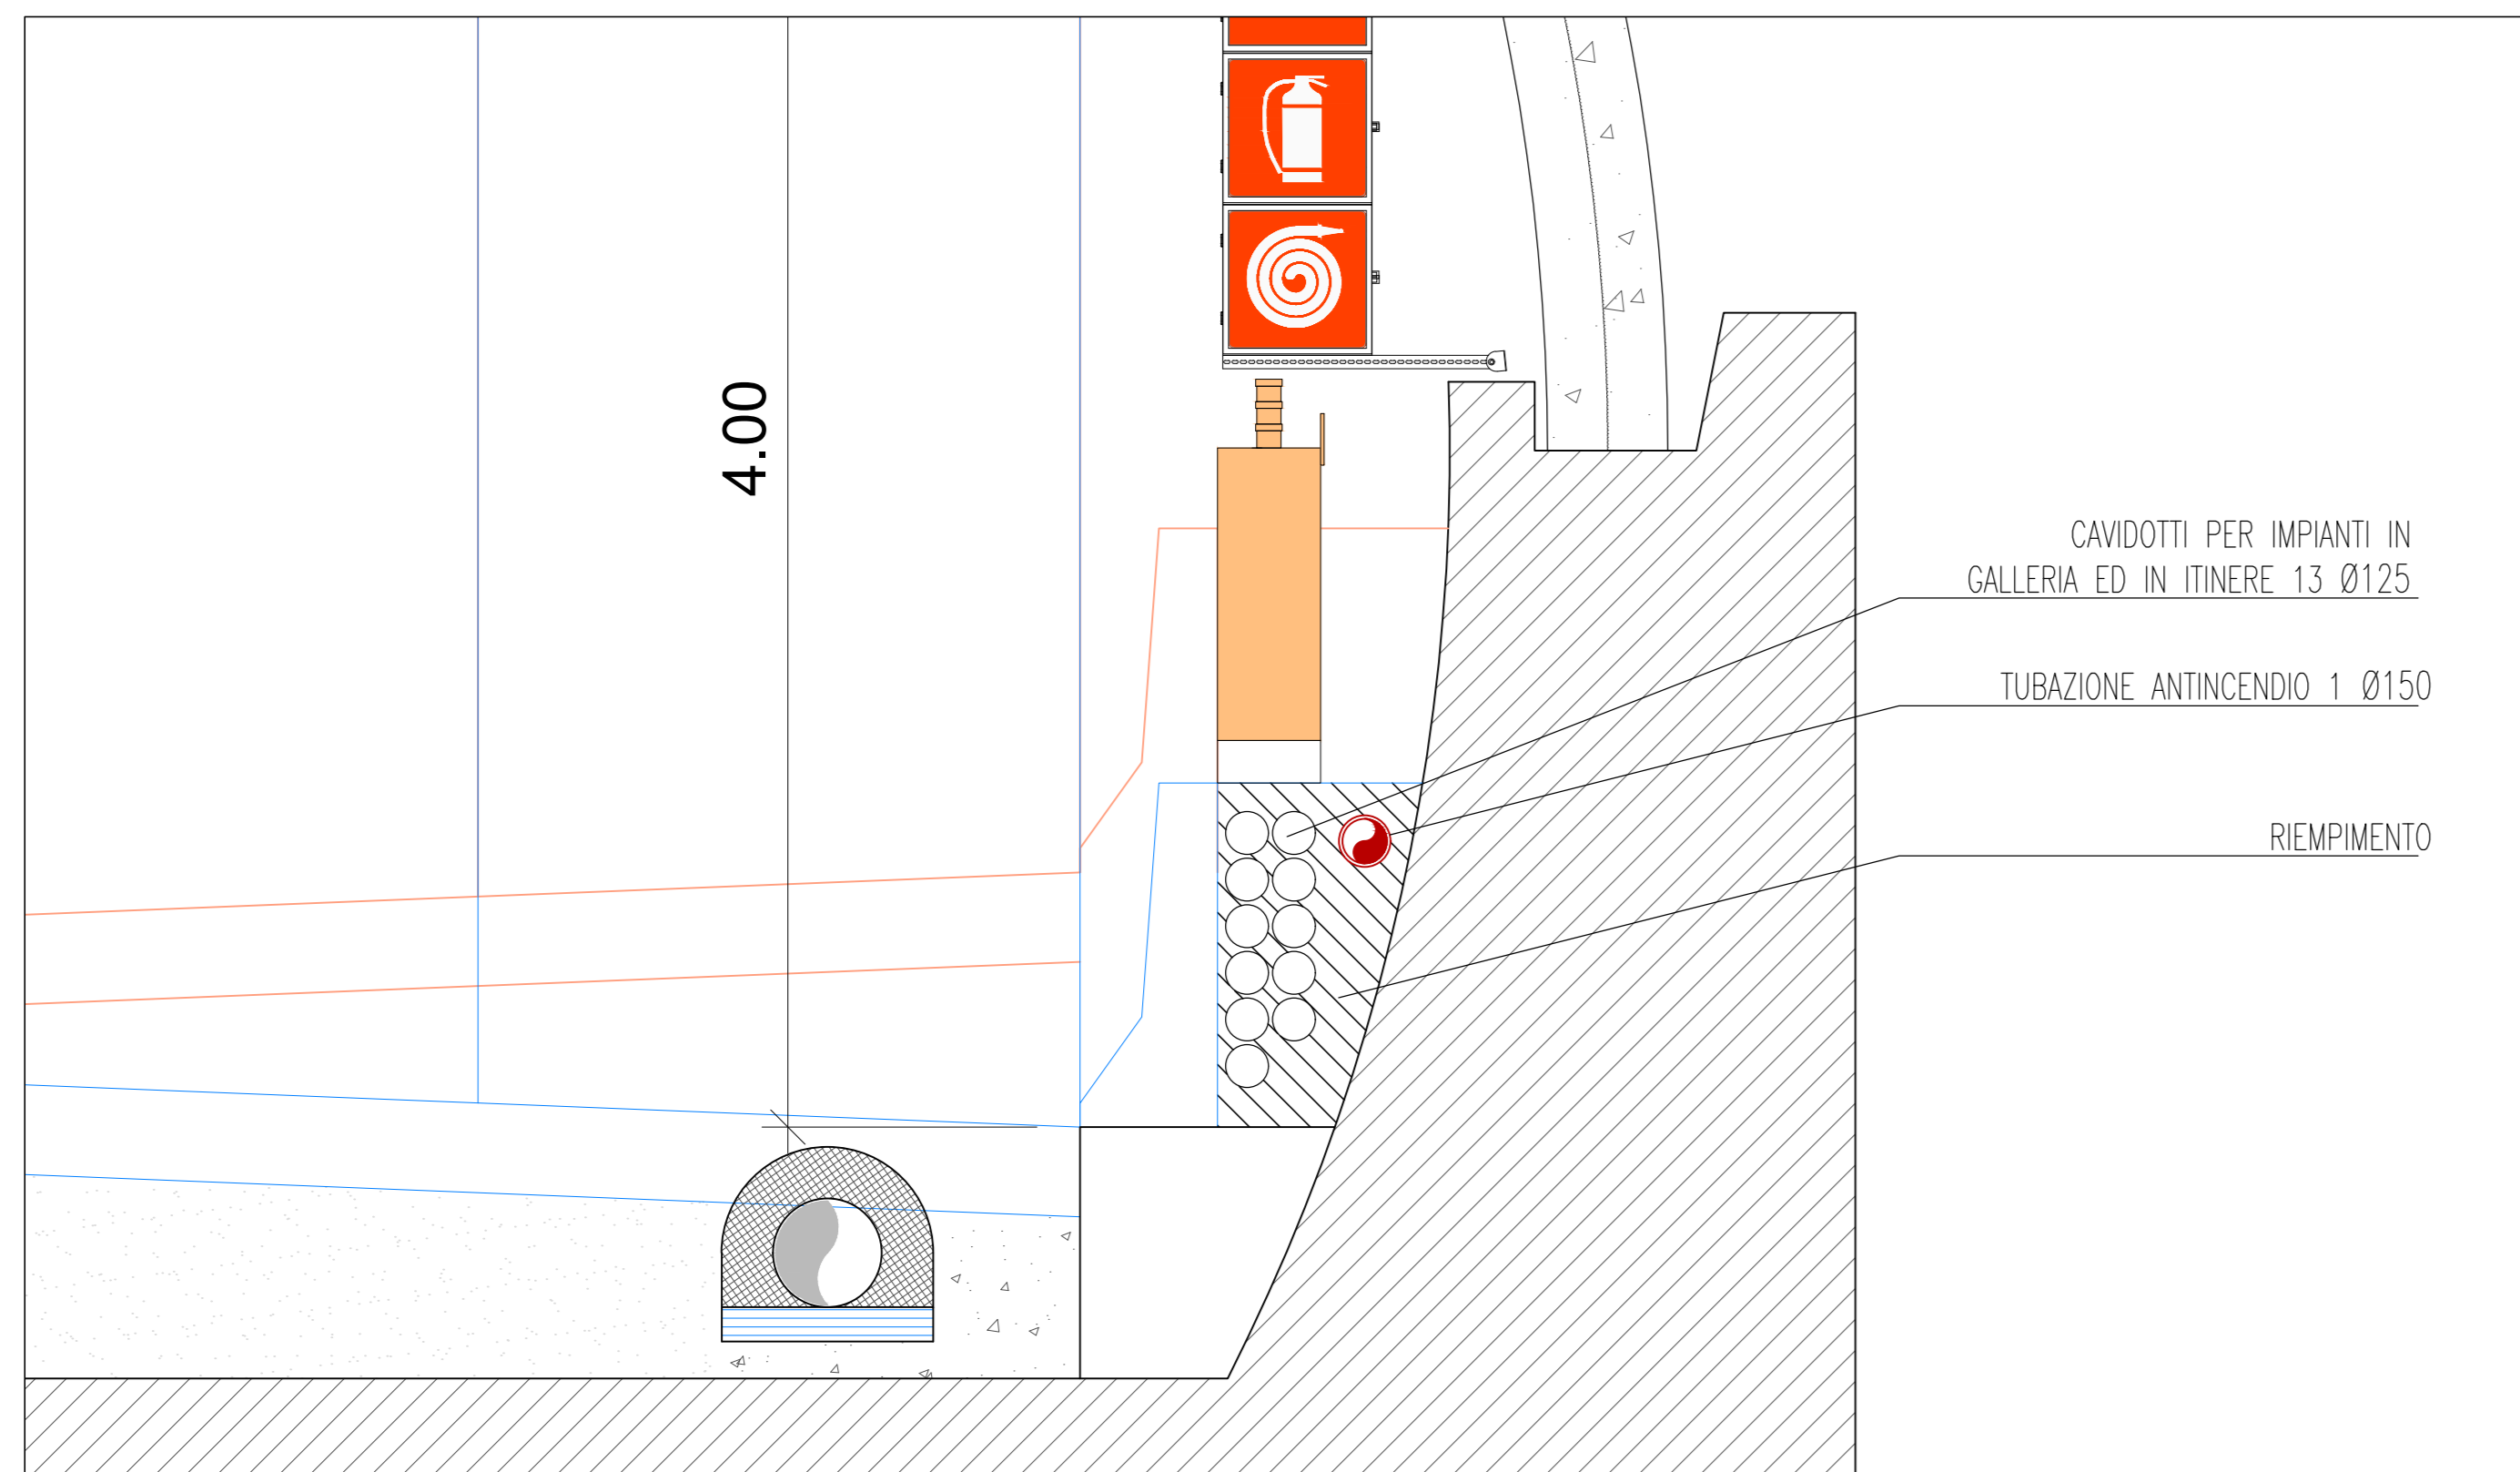 4.00
CAVIDOTTI PER IMPIANTI IN
GALLERIA ED IN ITINERE 13 Ø125
TUBAZIONE ANTINCENDIO 1 Ø150
RIEMPIMENTO